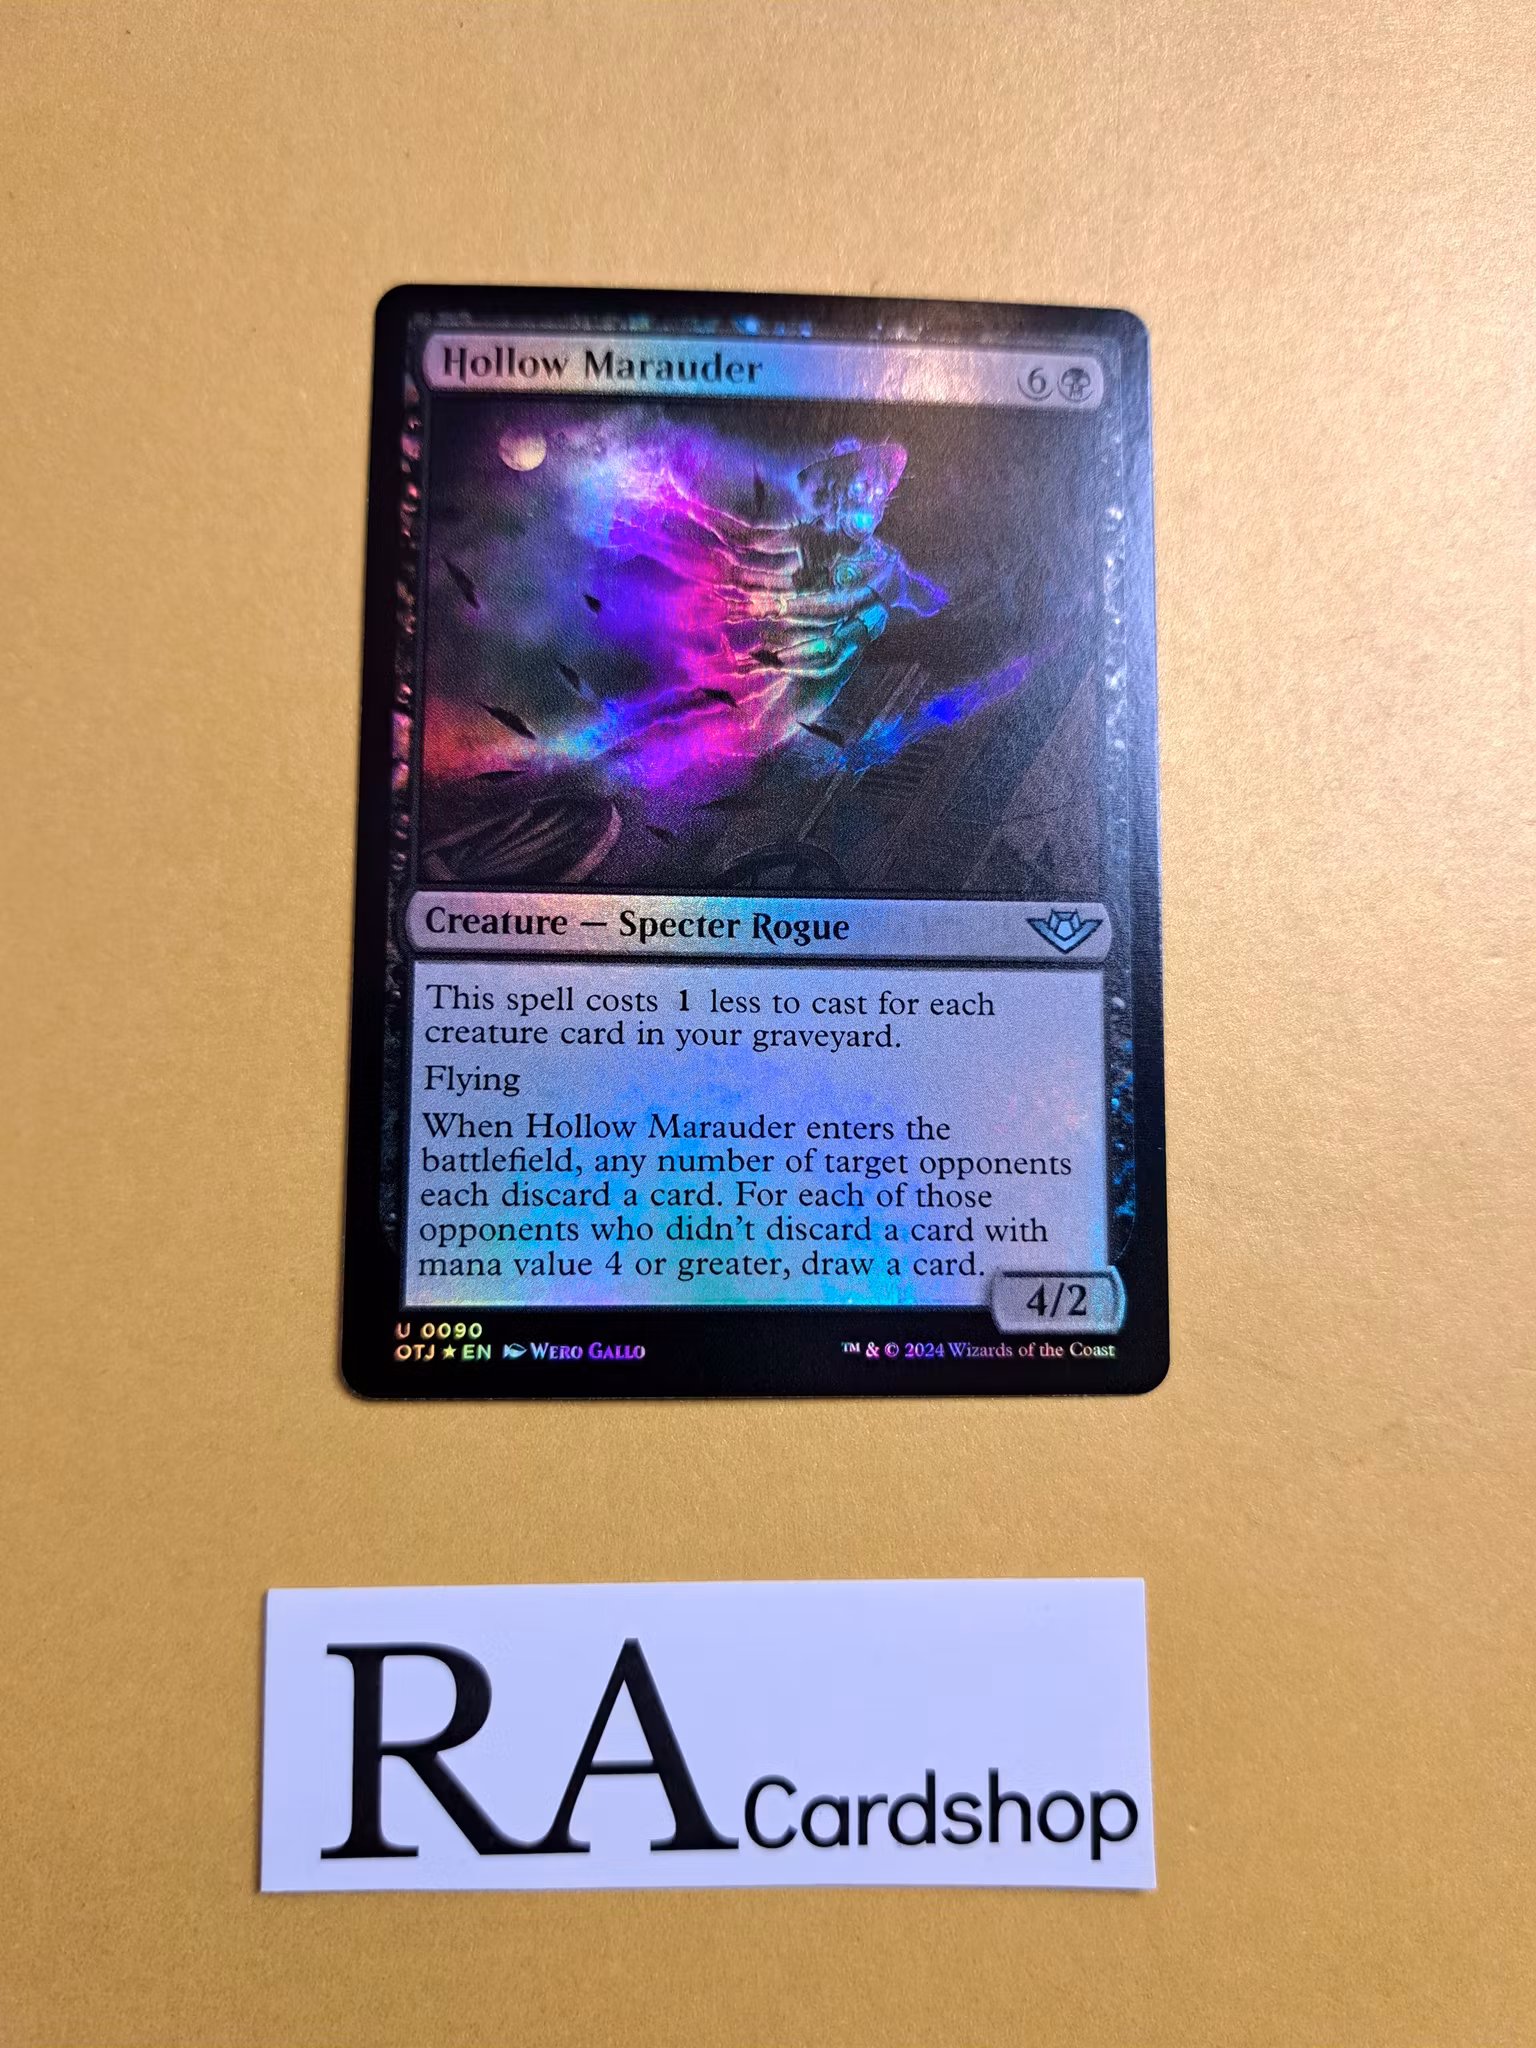 Hollow Marauder 6
Creature — Specter Rogue
This spell costs 1 less to cast for each
creature card in your graveyard.
Flying
When Hollow Marauder enters the
battlefield, any number of target opponents
each discard a card. For each of those
opponents who didn't discard a card with
mana value 4 or greater, draw a card.
4/2
U 0090
OTJ ★ EN WERO GALLO
™ & © 2024 Wizards of the Coast
RA Cardshop